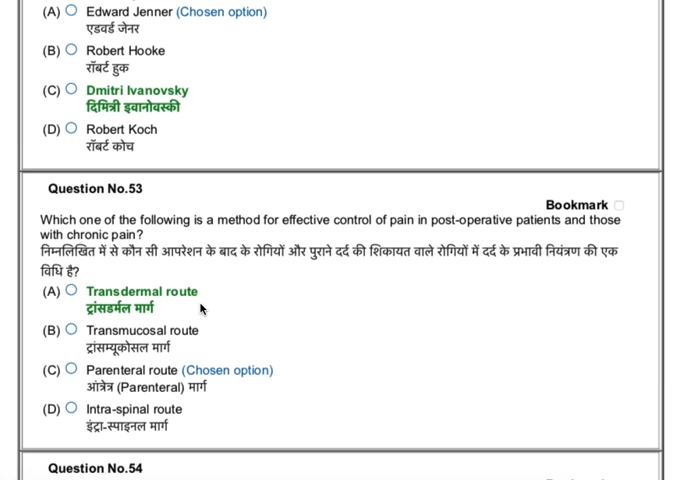 (A) Edward Jenner (Chosen option)
एडवर्ड जेनर
(B) Robert Hooke
रॉबर्ट हुक
(C) Dmitri Ivanovsky
दिमित्री इवानोवस्की
(D) Robert Koch
रॉबर्ट कोच
Question No.53
Bookmark
Which one of the following is a method for effective control of pain in post-operative patients and those
with chronic pain?
निम्नलिखित में से कौन सी आपरेशन के बाद के रोगियों और पुराने दर्द की शिकायत वाले रोगियों में दर्द के प्रभावी नियंत्रण की एक
विधि है?
(A) Transdermal route
ट्रांसडर्मल मार्ग
(B) Transmucosal route
ट्रांसम्यूकोसल मार्ग
(C) Parenteral route (Chosen option)
आंत्रेत्र (Parenteral) मार्ग
(D) Intra-spinal route
इंट्रा-स्पाइनल मार्ग
Question No.54